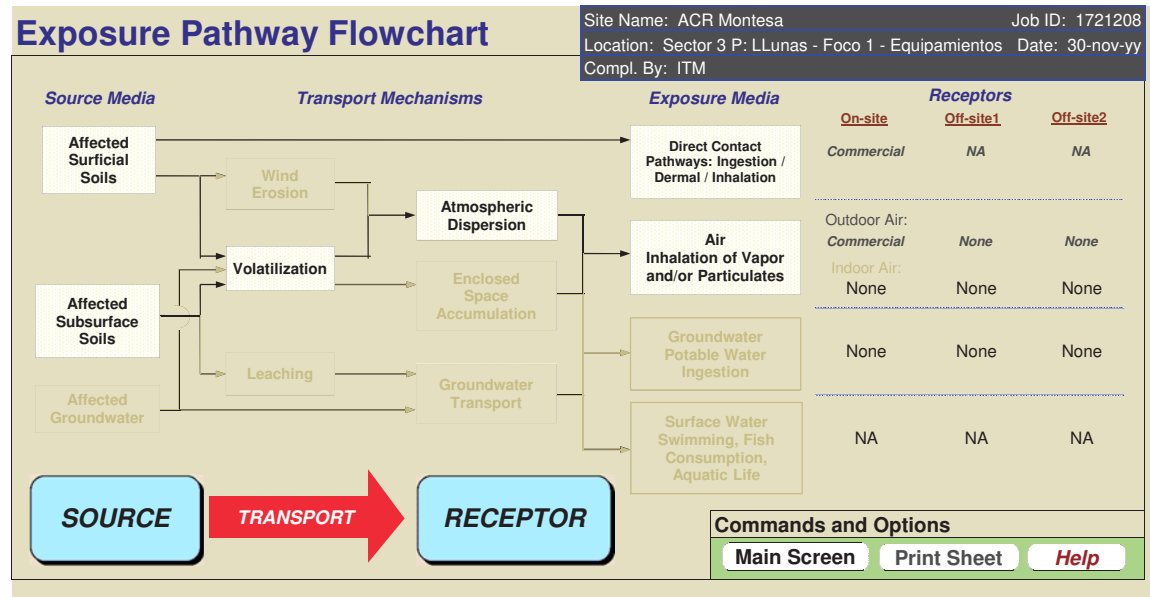 Exposure Pathway Flowchart
Site Name: ACR Montesa Job ID: 1721208
Location: Sector 3 P: LLunas - Foco 1 - Equipamientos Date: 30-nov-yy
Compl. By: ITM
Source Media
Transport Mechanisms
Exposure Media
Receptors
On-site
Off-site1
Off-site2
Affected
Surficial
Soils
Direct Contact
Pathways: Ingestion /
Dermal / Inhalation
Commercial
NA
NA
Wind
Erosion
Atmospheric
Dispersion
Air
Inhalation of Vapor
and/or Particulates
Outdoor Air:
Commercial
None
None
Indoor Air:
None
None
None
Volatilization
Enclosed
Space
Accumulation
Affected
Subsurface
Soils
Groundwater
Potable Water
Ingestion
None
None
None
Leaching
Groundwater
Transport
Affected
Groundwater
Surface Water
Swimming, Fish
Consumption,
Aquatic Life
NA
NA
NA
SOURCE
TRANSPORT
RECEPTOR
Commands and Options
Main Screen
Print Sheet
Help